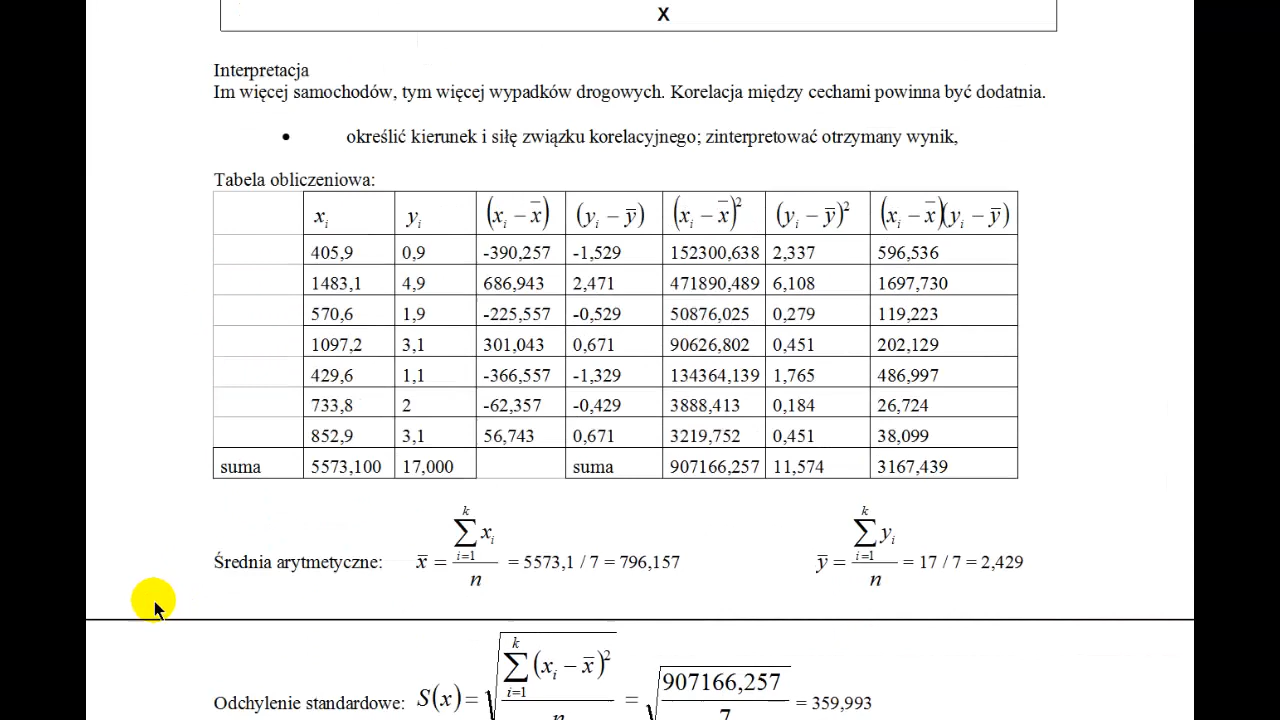 X
Interpretacja
Im więcej samochodów, tym więcej wypadków drogowych. Korelacja między cechami powinna być dodatnia.
• określić kierunek i siłę związku korelacyjnego; zinterpretować otrzymany wynik,
Tabela obliczeniowa:
xᵢ yᵢ (xᵢ − x̅) (yᵢ − y̅) (xᵢ − x̅)² (yᵢ − y̅)² (xᵢ − x̅)(yᵢ − y̅)
405,9 0,9 -390,257 -1,529 152300,638 2,337 596,536
1483,1 4,9 686,943 2,471 471890,489 6,108 1697,730
570,6 1,9 -225,557 -0,529 50876,025 0,279 119,223
1097,2 3,1 301,043 0,671 90626,802 0,451 202,129
429,6 1,1 -366,557 -1,329 134364,139 1,765 486,997
733,8 2 -62,357 -0,429 3888,413 0,184 26,724
852,9 3,1 56,743 0,671 3219,752 0,451 38,099
suma 5573,100 17,000 suma 907166,257 11,574 3167,439
Średnia arytmetyczne: x̅ = ∑ᵢ₌₁ᵏ xᵢ / n = 5573,1 / 7 = 796,157 y̅ = ∑ᵢ₌₁ᵏ yᵢ / n = 17 / 7 = 2,429
Odchylenie standardowe: S(x) = √(∑ᵢ₌₁ᵏ (xᵢ − x̅)² / n) = √(907166,257 / 7) = 359,993